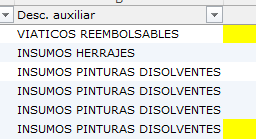 Desc. auxiliar
VIATICOS REEMBOLSABLES
INSUMOS HERRAJES
INSUMOS PINTURAS DISOLVENTES
INSUMOS PINTURAS DISOLVENTES
INSUMOS PINTURAS DISOLVENTES
INSUMOS PINTURAS DISOLVENTES